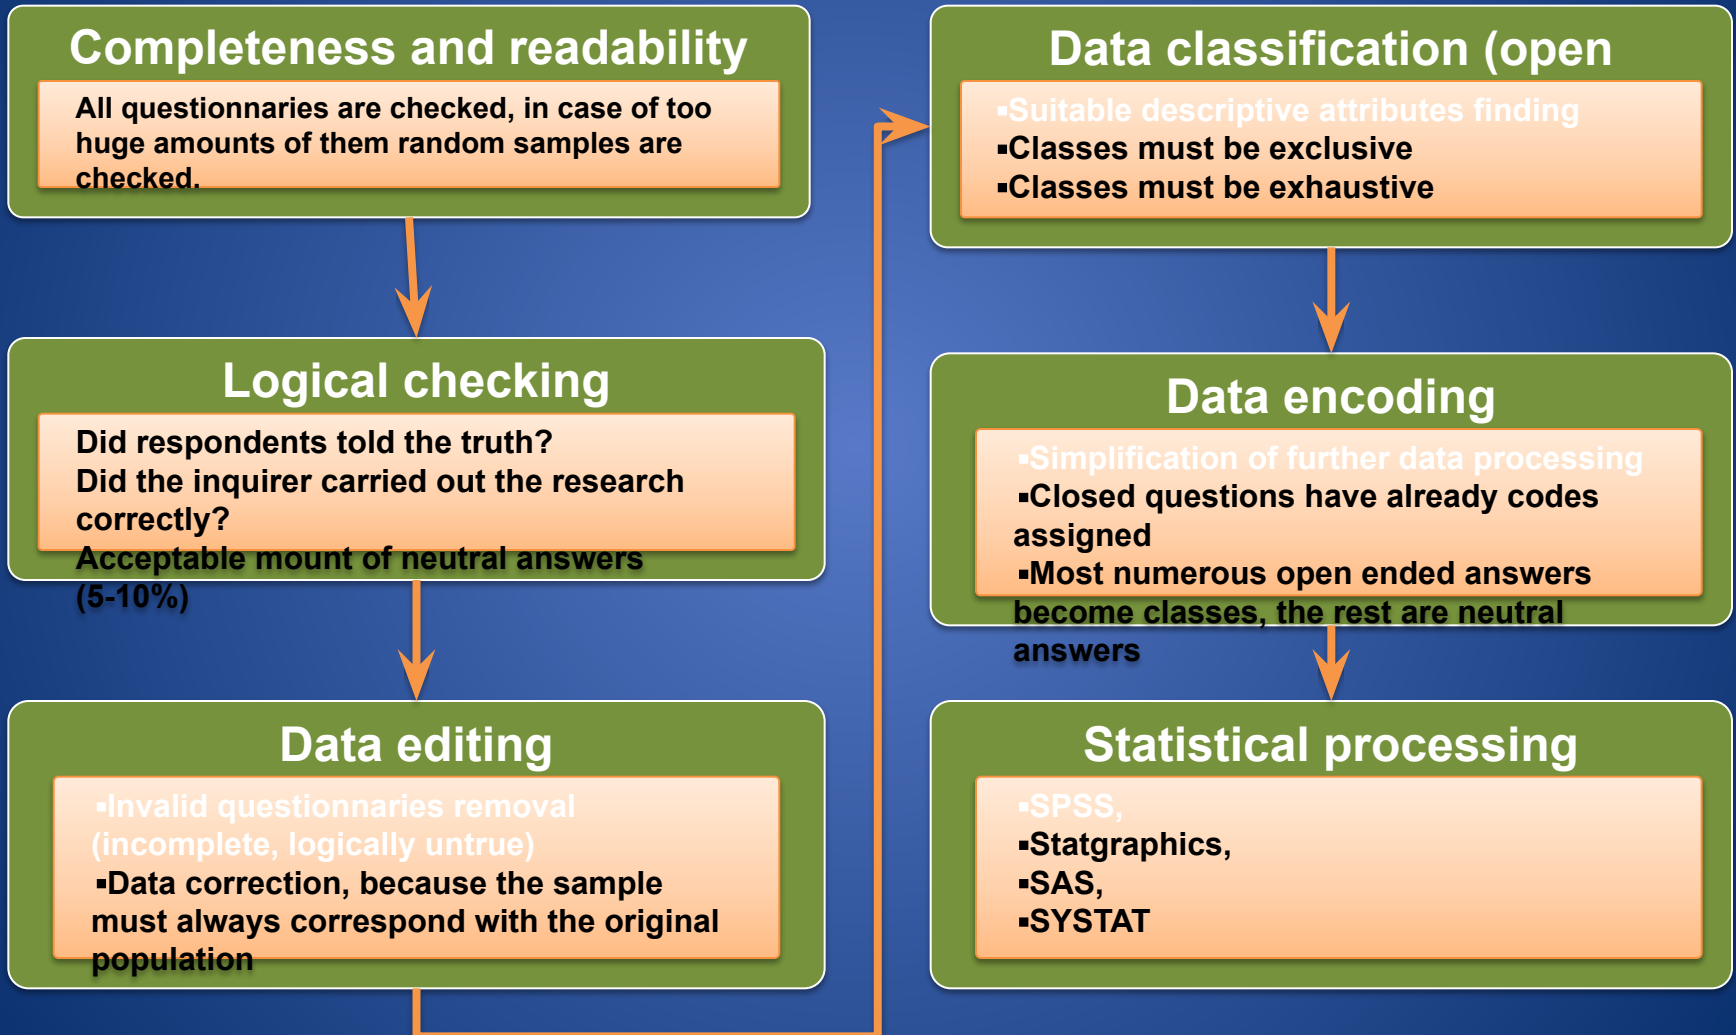 Completeness and readability
All questionnaries are checked, in case of too
huge amounts of them random samples are
checked.
Logical checking
Did respondents told the truth?
Did the inquirer carried out the research
correctly?
Acceptable mount of neutral answers
(5-10%)
Data editing
▪Invalid questionnaries removal
(incomplete, logically untrue)
▪Data correction, because the sample
must always correspond with the original
population
Data classification (open
▪Suitable descriptive attributes finding
▪Classes must be exclusive
▪Classes must be exhaustive
Data encoding
▪Simplification of further data processing
▪Closed questions have already codes
assigned
▪Most numerous open ended answers
become classes, the rest are neutral
answers
Statistical processing
▪SPSS,
▪Statgraphics,
▪SAS,
▪SYSTAT